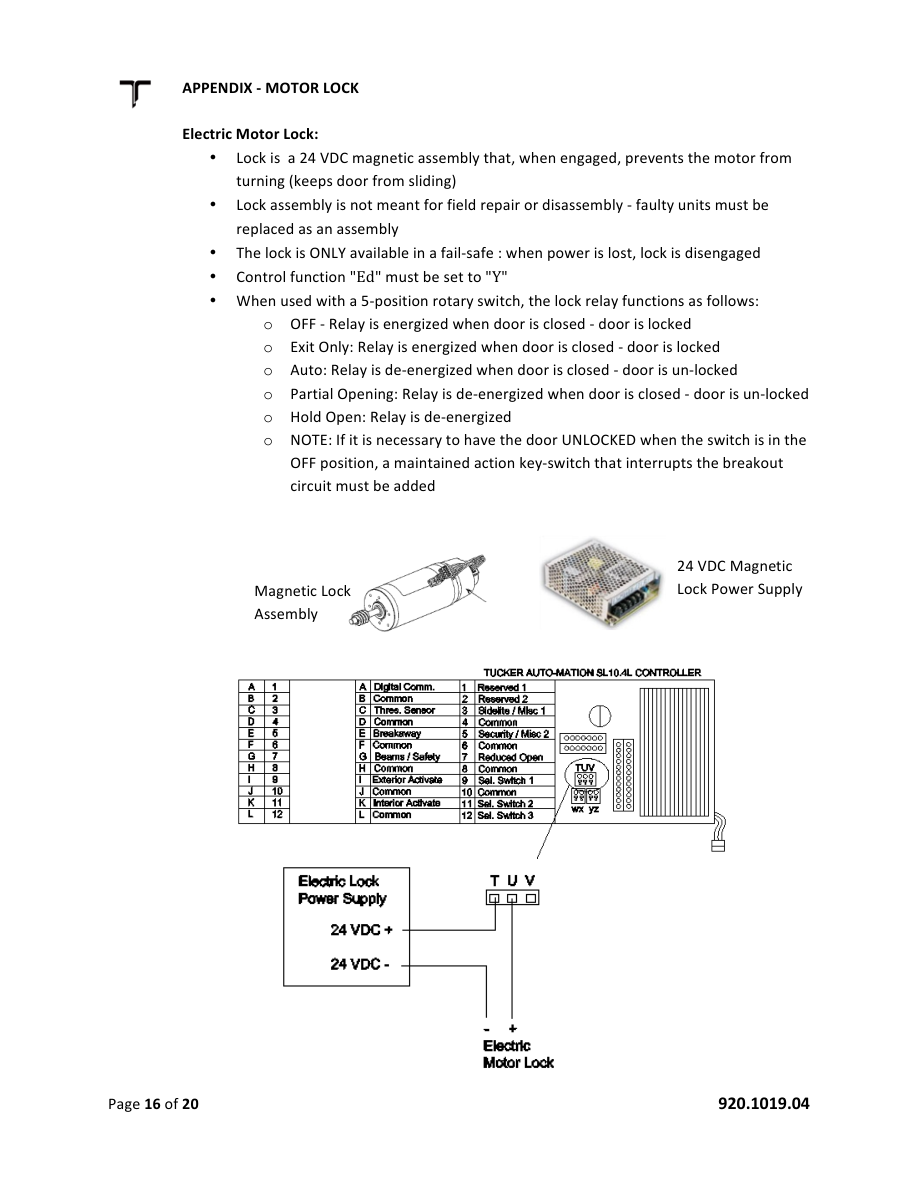 APPENDIX - MOTOR LOCK
Electric Motor Lock:
• Lock is a 24 VDC magnetic assembly that, when engaged, prevents the motor from
turning (keeps door from sliding)
• Lock assembly is not meant for field repair or disassembly - faulty units must be
replaced as an assembly
• The lock is ONLY available in a fail-safe : when power is lost, lock is disengaged
• Control function "Ed" must be set to "Y"
• When used with a 5-position rotary switch, the lock relay functions as follows:
o OFF - Relay is energized when door is closed - door is locked
o Exit Only: Relay is energized when door is closed - door is locked
o Auto: Relay is de-energized when door is closed - door is un-locked
o Partial Opening: Relay is de-energized when door is closed - door is un-locked
o Hold Open: Relay is de-energized
o NOTE: If it is necessary to have the door UNLOCKED when the switch is in the
OFF position, a maintained action key-switch that interrupts the breakout
circuit must be added
Magnetic Lock
Assembly
24 VDC Magnetic
Lock Power Supply
TUCKER AUTO-MATION SL10.4L CONTROLLER
A 1 A Digital Comm. 1 Reserved 1
B 2 B Common 2 Reserved 2
C 3 C Thres. Sensor 3 Sidelite / Misc 1
D 4 D Common 4 Common
E 5 E Breakaway 5 Security / Misc 2
F 6 F Common 6 Common
G 7 G Beams / Safety 7 Reduced Open
H 8 H Common 8 Common
I 9 I Exterior Activate 9 Sel. Switch 1
J 10 J Common 10 Common
K 11 K Interior Activate 11 Sel. Switch 2
L 12 L Common 12 Sel. Switch 3
TUV
wx yz
Electric Lock
Power Supply
24 VDC +
24 VDC -
T U V
- +
Electric
Motor Lock
Page 16 of 20
920.1019.04